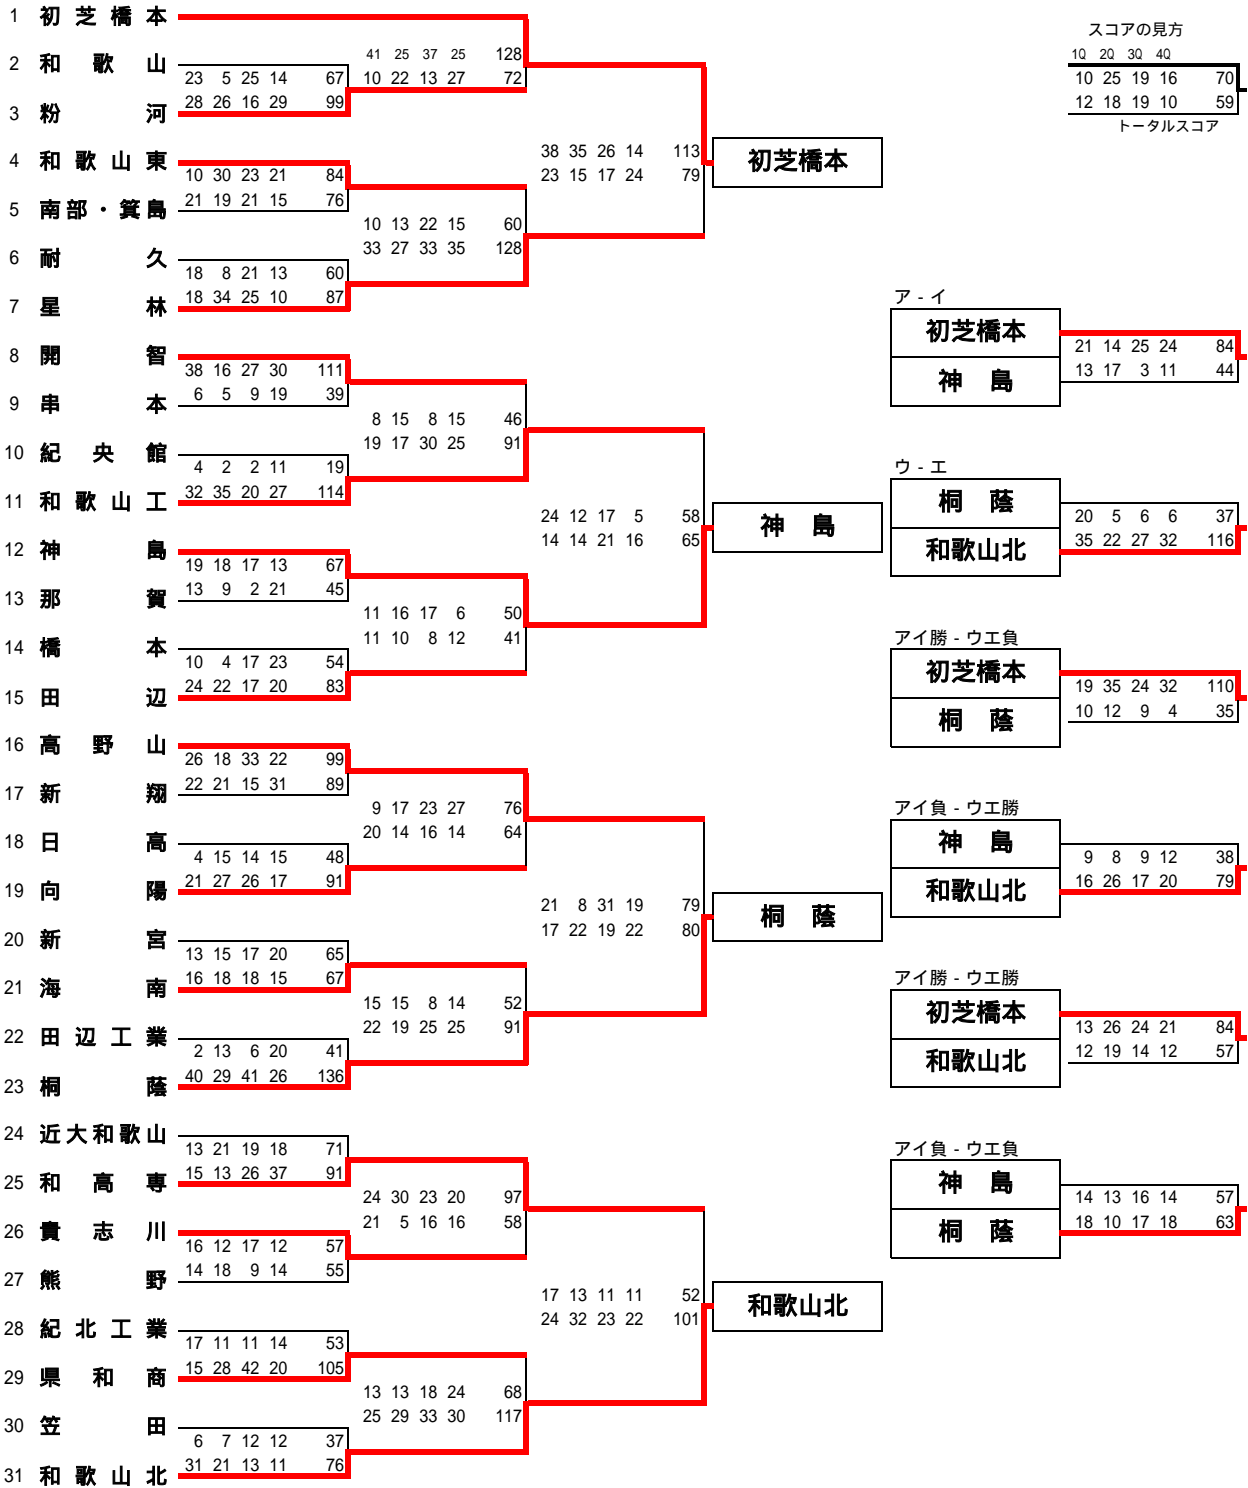 1 初芝橋本
41 25 37 25 128
2 和歌山
10 22 13 27 72
23 5 25 14 67
28 26 16 29 99
3 粉河
38 35 26 14 113
23 15 17 24 79
初芝橋本
4 和歌山東
10 30 23 21 84
21 19 21 15 76
5 南部・箕島
10 13 22 15 60
33 27 33 35 128
6 耐久
18 8 21 13 60
18 34 25 10 87
7 星林
8 開智
38 16 27 30 111
6 5 9 19 39
9 串本
8 15 8 15 46
19 17 30 25 91
10 紀央館
4 2 2 11 19
32 35 20 27 114
11 和歌山工
24 12 17 5 58
14 14 21 16 65
神島
12 神島
19 18 17 13 67
13 9 2 21 45
13 那賀
11 16 17 6 50
11 10 8 12 41
14 橋本
10 4 17 23 54
24 22 17 20 83
15 田辺
16 高野山
26 18 33 22 99
22 21 15 31 89
17 新翔
9 17 23 27 76
20 14 16 14 64
18 日高
4 15 14 15 48
21 27 26 17 91
19 向陽
21 8 31 19 79
17 22 19 22 80
桐蔭
20 新宮
13 15 17 20 65
16 18 18 15 67
21 海南
15 15 8 14 52
22 19 25 25 91
22 田辺工業
2 13 6 20 41
40 29 41 26 136
23 桐蔭
24 近大和歌山
13 21 19 18 71
15 13 26 37 91
25 和高専
24 30 23 20 97
21 5 16 16 58
26 貴志川
16 12 17 12 57
14 18 9 14 55
27 熊野
17 13 11 11 52
24 32 23 22 101
和歌山北
28 紀北工業
17 11 11 14 53
15 28 42 20 105
29 県和商
13 13 18 24 68
25 29 33 30 117
30 笠田
6 7 12 12 37
31 21 13 11 76
31 和歌山北
スコアの見方
1Q 2Q 3Q 4Q
10 25 19 16 70
12 18 19 10 59
トータルスコア
ア - イ
初芝橋本
21 14 25 24 84
13 17 3 11 44
神島
ウ - エ
桐蔭
20 5 6 6 37
35 22 27 32 116
和歌山北
アイ勝 - ウエ負
初芝橋本
19 35 24 32 110
10 12 9 4 35
桐蔭
アイ負 - ウエ勝
神島
9 8 9 12 38
16 26 17 20 79
和歌山北
アイ勝 - ウエ勝
初芝橋本
13 26 24 21 84
12 19 14 12 57
和歌山北
アイ負 - ウエ負
神島
14 13 16 14 57
18 10 17 18 63
桐蔭